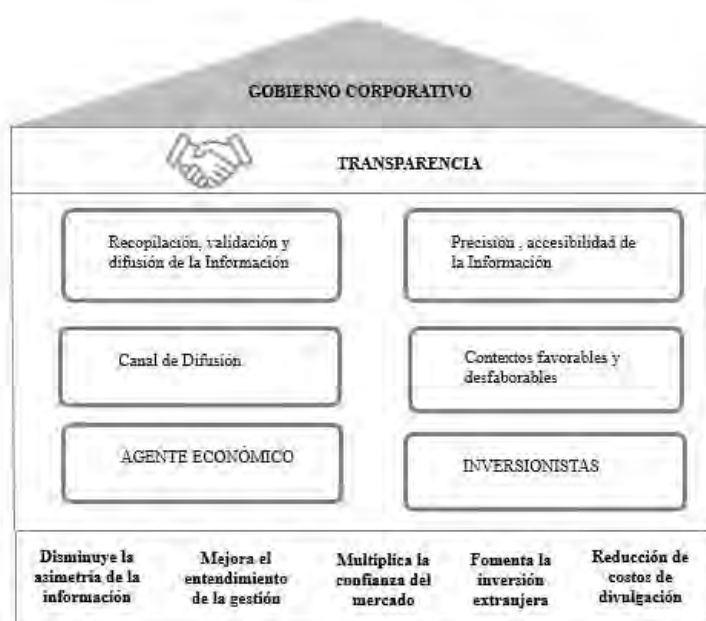 GOBIERNO CORPORATIVO
TRANSPARENCIA
Recopilación, validación y
difusión de la Información
Precisión , accesibilidad de
la Información
Canal de Difusión
Contextos favorables y
desfaborables
AGENTE ECONÓMICO
INVERSIONISTAS
Disminuye la
asimetría de la
información
Mejora el
entendimiento
de la gestión
Multiplica la
confianza del
mercado
Fomenta la
inversión
extranjera
Reducción de
costos de
divulgación